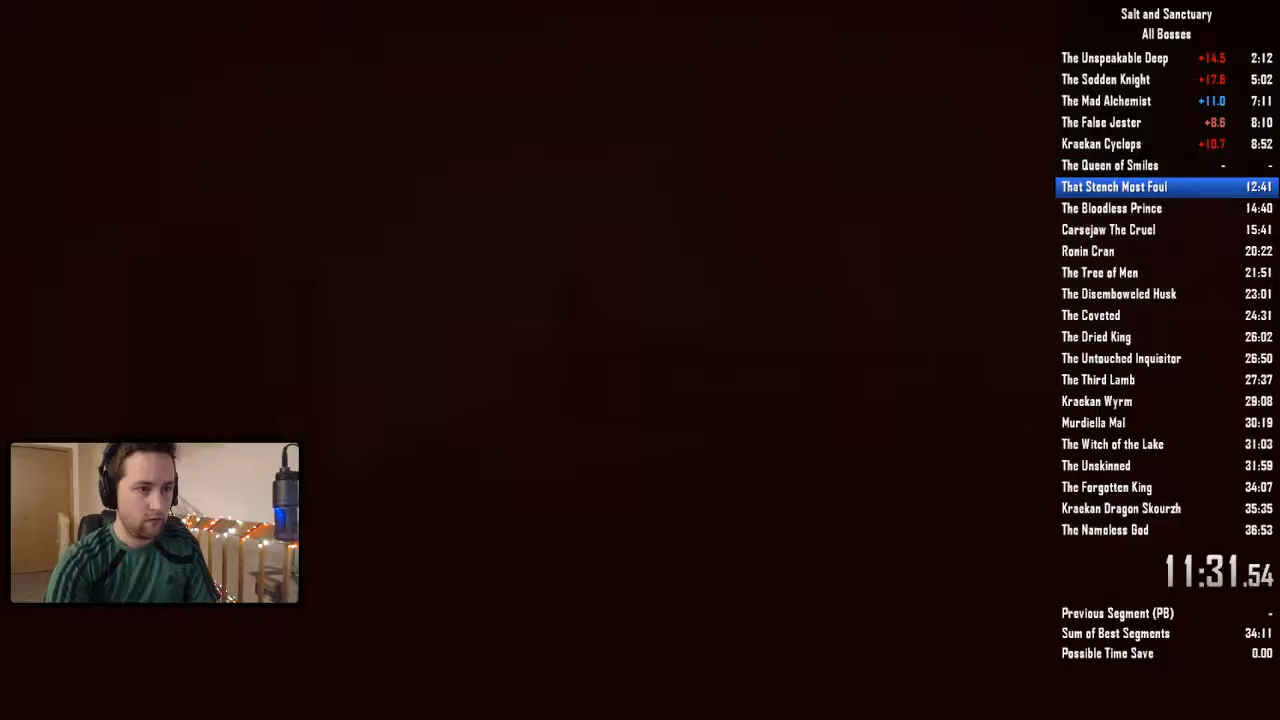 Salt and Sanctuary
All Bosses
The Unspeakable Deep +14.5 2:12
The Sodden Knight +17.8 5:02
The Mad Alchemist +11.0 7:11
The False Jester +8.6 8:10
Kraekan Cyclops +10.7 8:52
The Queen of Smiles - -
That Stench Most Foul 12:41
The Bloodless Prince 14:40
Carsejaw The Cruel 15:41
Ronin Cran 20:22
The Tree of Men 21:51
The Disemboweled Husk 23:01
The Coveted 24:31
The Dried King 26:02
The Untouched Inquisitor 26:50
The Third Lamb 27:37
Kraekan Wyrm 29:08
Murdiella Mal 30:19
The Witch of the Lake 31:03
The Unskinned 31:59
The Forgotten King 34:07
Kraekan Dragon Skourzh 35:35
The Nameless God 36:53
11:31.54
Previous Segment (PB) -
Sum of Best Segments 34:11
Possible Time Save 0.00